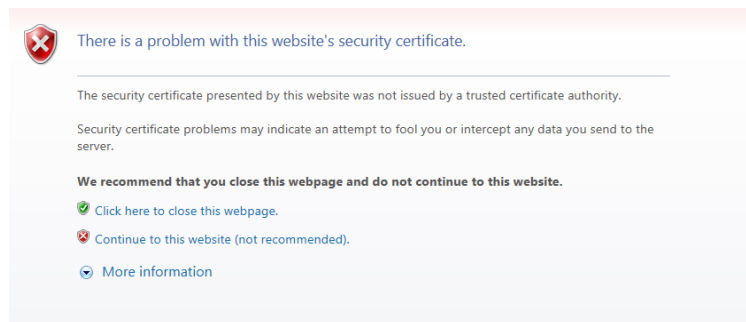 There is a problem with this website's security certificate.
The security certificate presented by this website was not issued by a trusted certificate authority.
Security certificate problems may indicate an attempt to fool you or intercept any data you send to the
server.
We recommend that you close this webpage and do not continue to this website.
Click here to close this webpage.
Continue to this website (not recommended).
More information